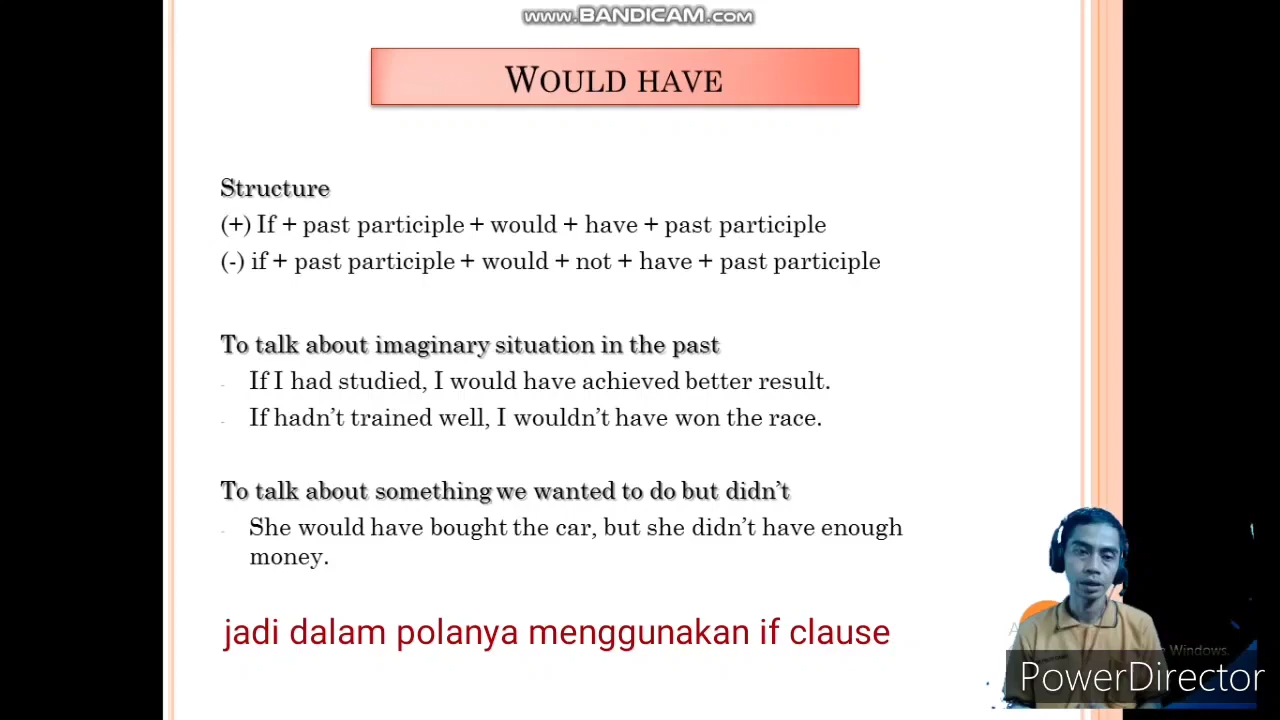 www.BANDICAM.com
WOULD HAVE
Structure
(+) If + past participle + would + have + past participle
(-) if + past participle + would + not + have + past participle
To talk about imaginary situation in the past
- If I had studied, I would have achieved better result.
- If hadn't trained well, I wouldn't have won the race.
To talk about something we wanted to do but didn't
- She would have bought the car, but she didn't have enough
money.
jadi dalam polanya menggunakan if clause
Windows.
PowerDirector